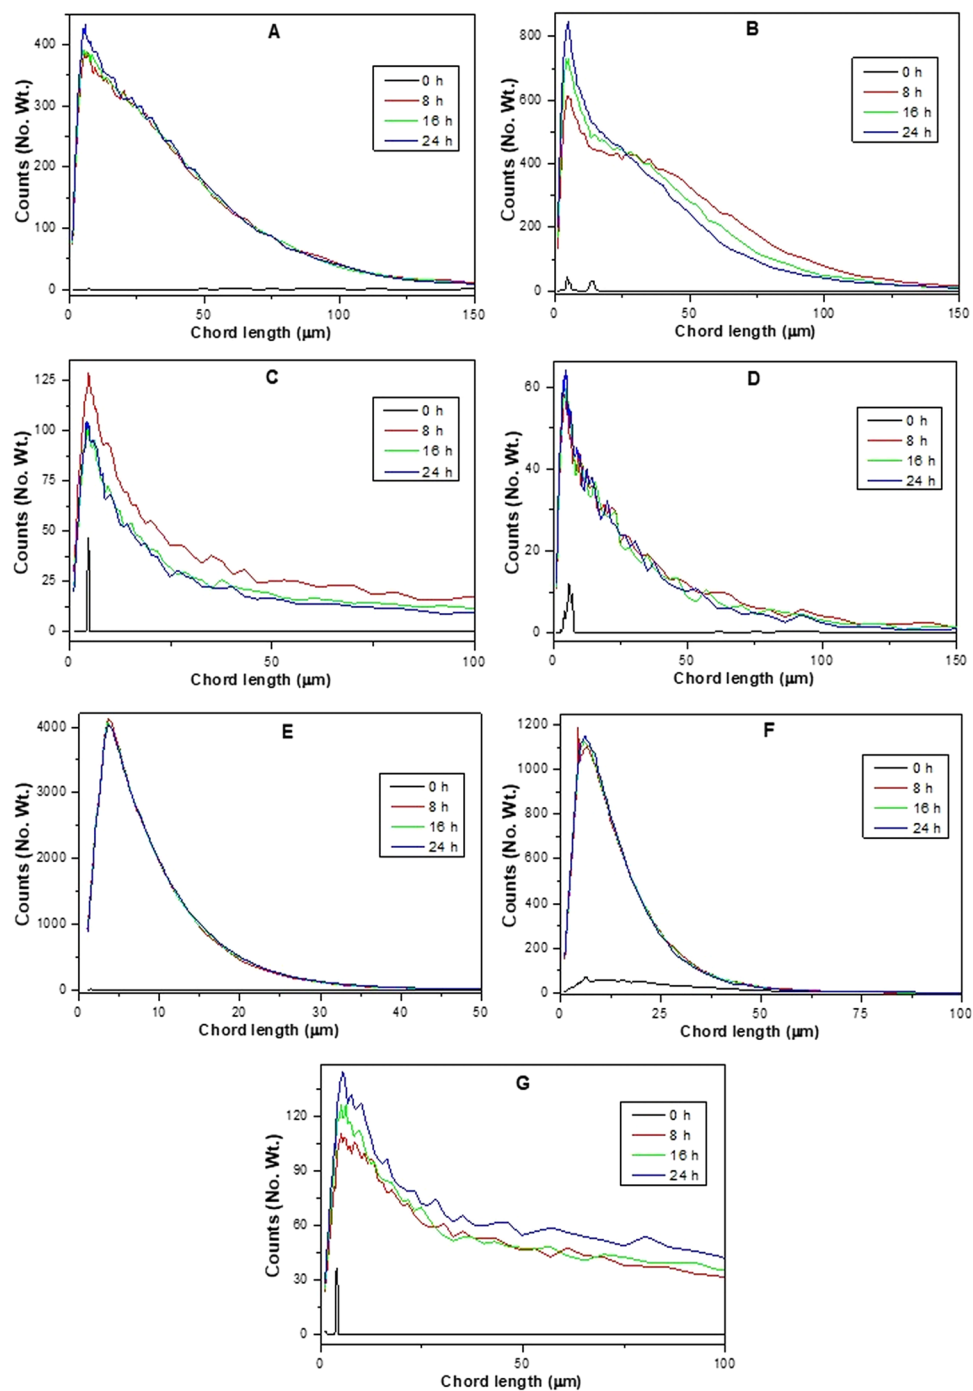 A
Counts (No. Wt.)
400
300
200
100
0
0 h
8 h
16 h
24 h
0
50
100
150
Chord length (µm)
B
Counts (No. Wt.)
800
600
400
200
0
0 h
8 h
16 h
24 h
0
50
100
150
Chord length (µm)
C
Counts (No. Wt.)
125
100
75
50
25
0
0 h
8 h
16 h
24 h
0
50
100
Chord length (µm)
D
Counts (No. Wt.)
60
40
20
0
0 h
8 h
16 h
24 h
0
50
100
150
Chord length (µm)
E
Counts (No. Wt.)
4000
3000
2000
1000
0
0 h
8 h
16 h
24 h
0
10
20
30
40
50
Chord length (µm)
F
Counts (No. Wt.)
1200
1000
800
600
400
200
0
0 h
8 h
16 h
24 h
0
25
50
75
100
Chord length (µm)
G
Counts (No. Wt.)
120
90
60
30
0
0 h
8 h
16 h
24 h
0
50
100
Chord length (µm)